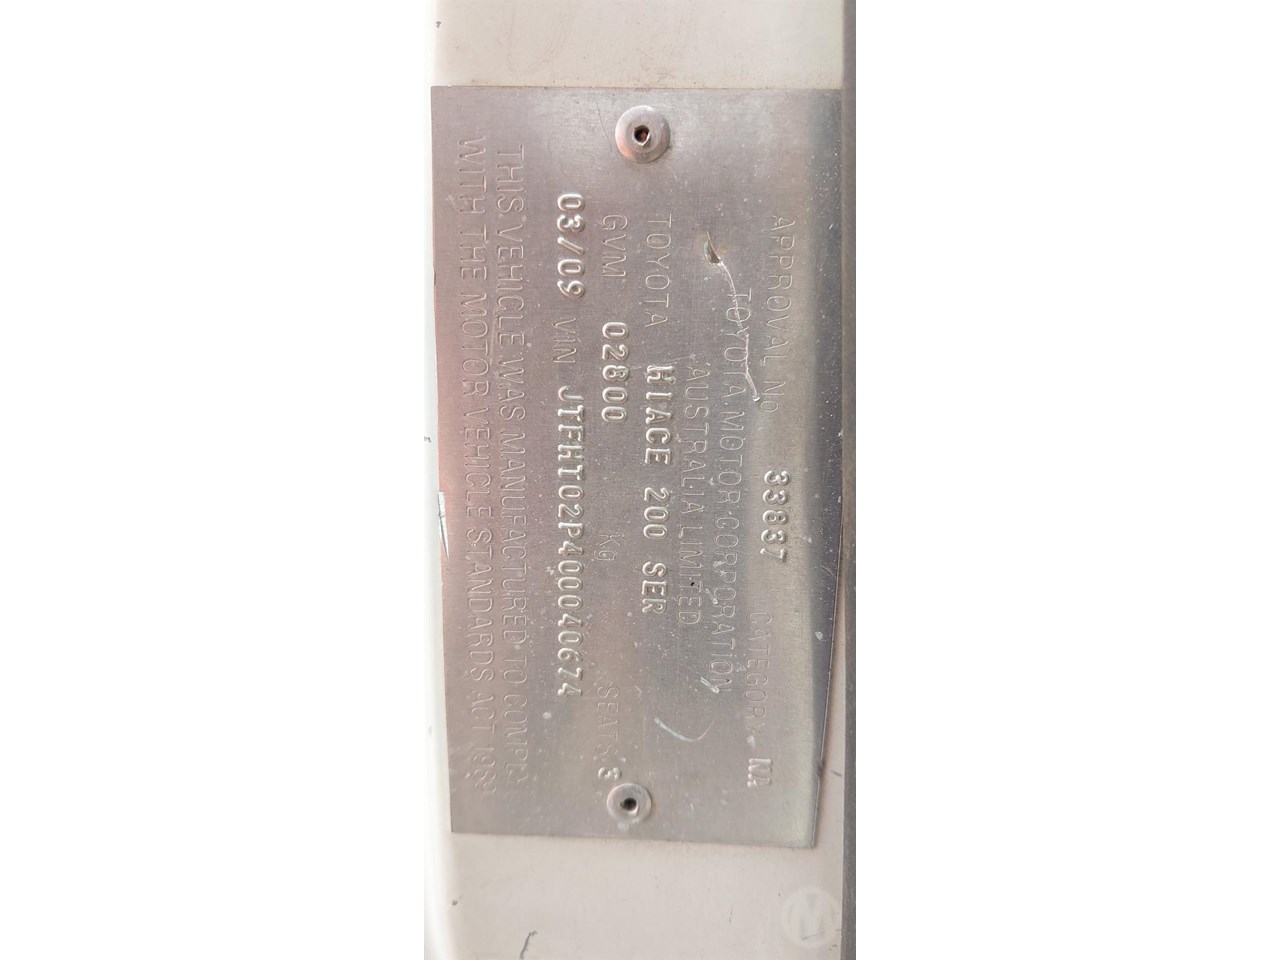 APPROVAL No 33837 CATEGORY NA
TOYOTA MOTOR CORPORATION
AUSTRALIA LIMITED
TOYOTA HIACE 200 SER
GVM 02800 Kg SEATS 3
03/09 VIN JTFHT02P400040674
THIS VEHICLE WAS MANUFACTURED TO COMPLY
WITH THE MOTOR VEHICLE STANDARDS ACT 1989
M